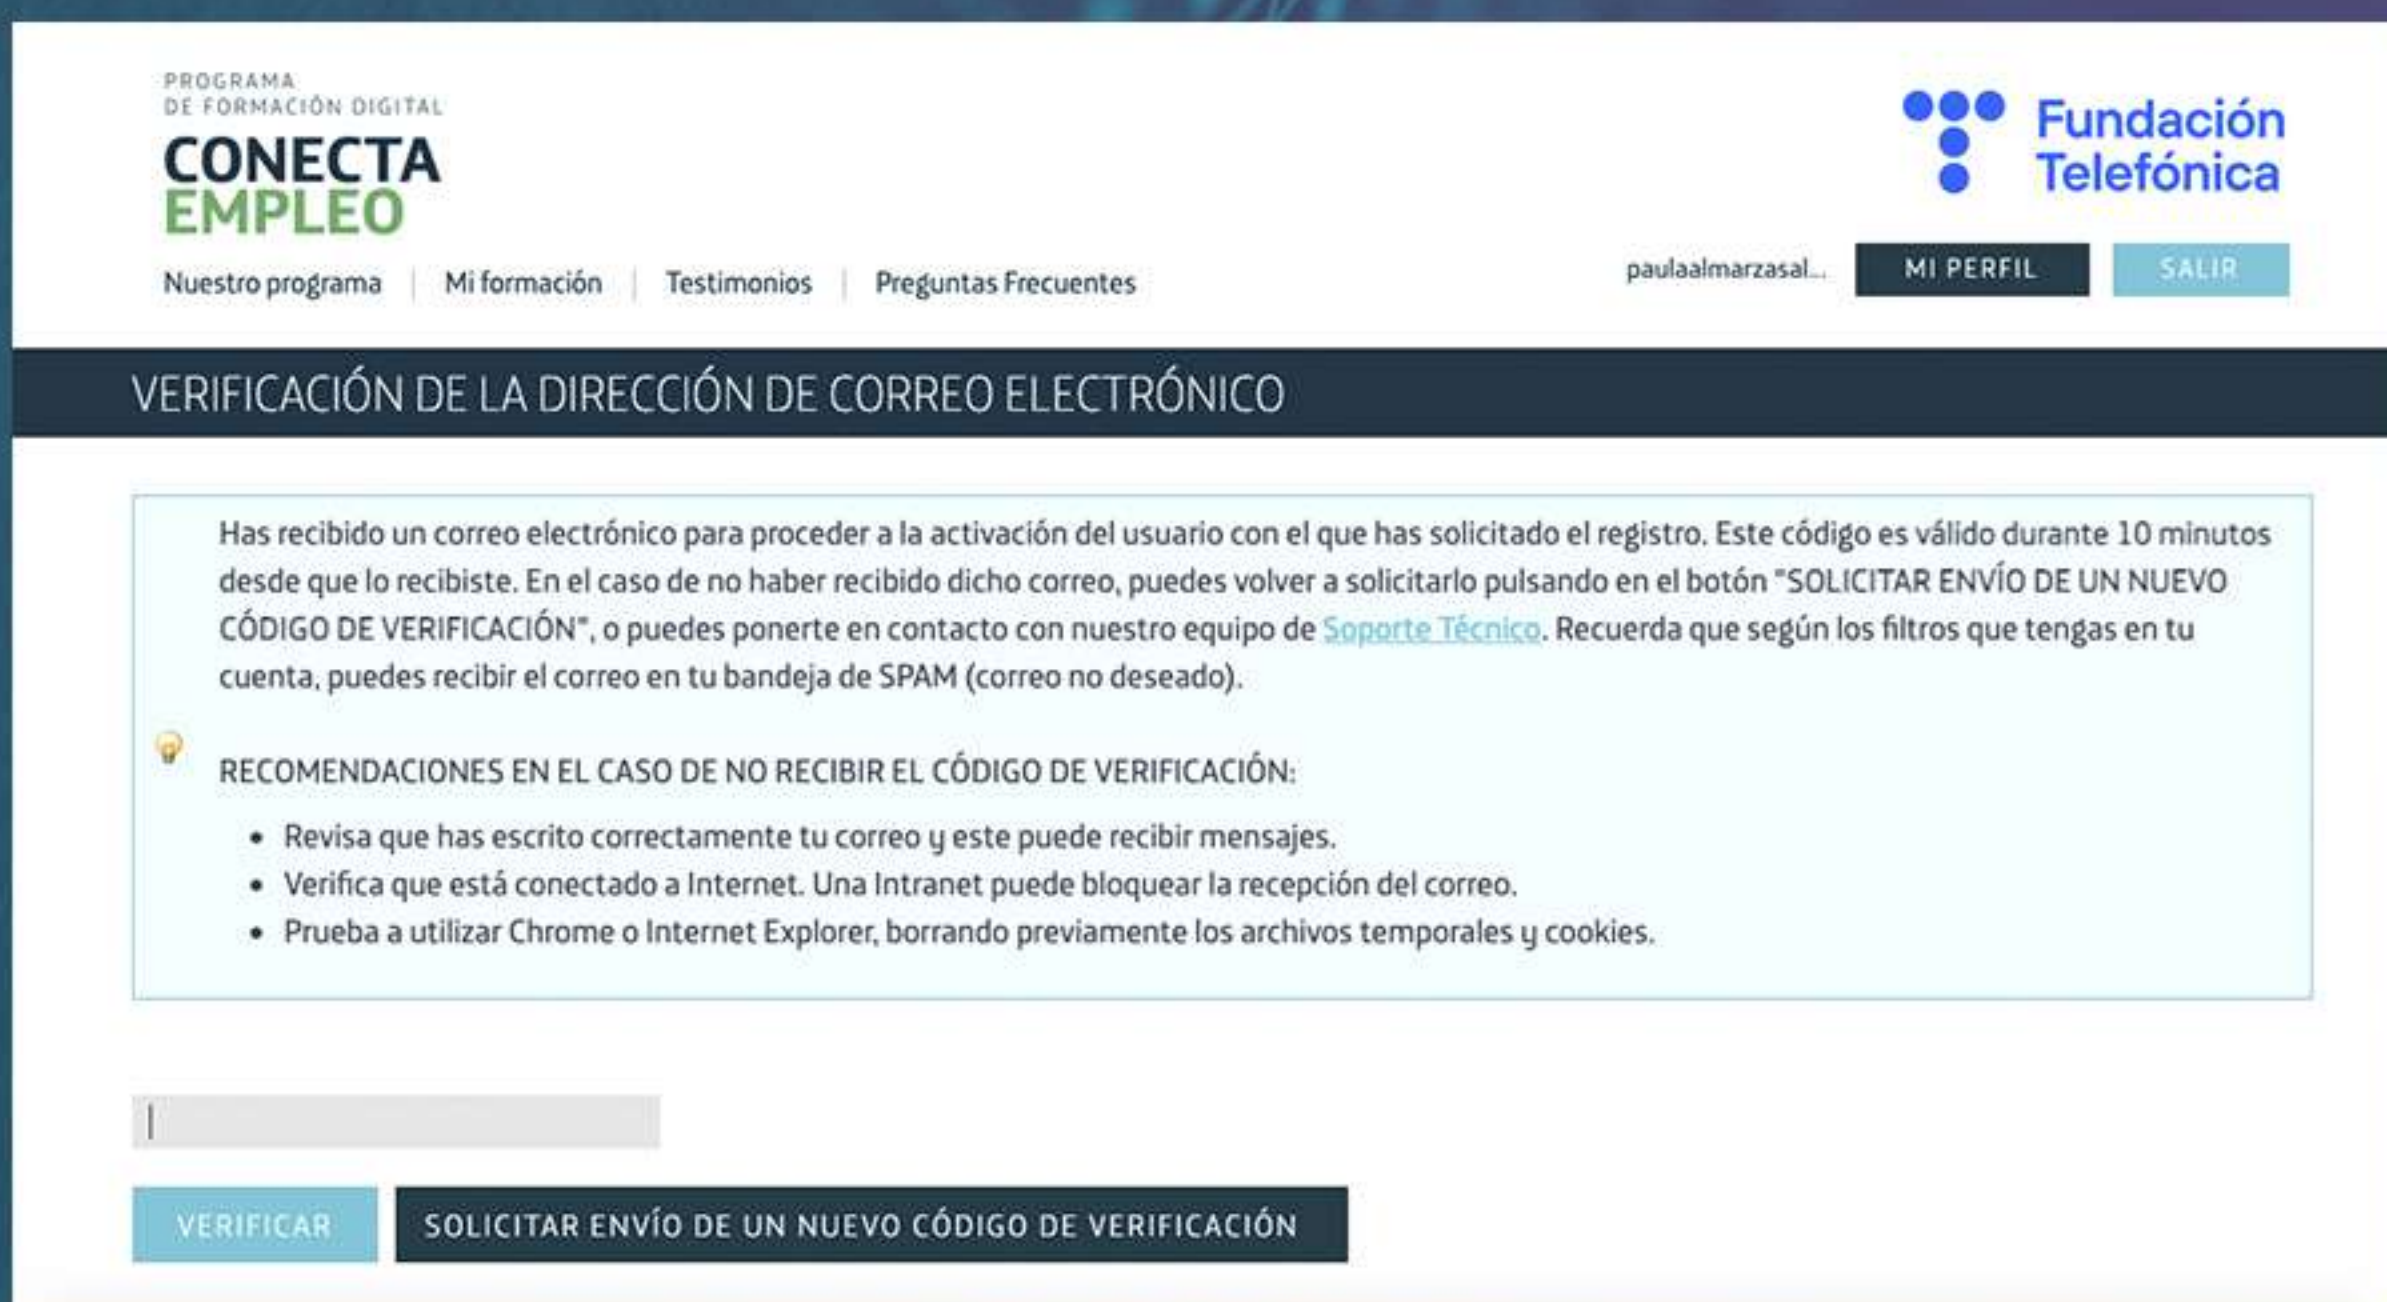 PROGRAMA
DE FORMACIÓN DIGITAL
CONECTA
EMPLEO
Fundación
Telefónica
Nuestro programa | Mi formación | Testimonios | Preguntas Frecuentes
paulaalmarzasal... MI PERFIL SALIR
VERIFICACIÓN DE LA DIRECCIÓN DE CORREO ELECTRÓNICO
Has recibido un correo electrónico para proceder a la activación del usuario con el que has solicitado el registro. Este código es válido durante 10 minutos
desde que lo recibiste. En el caso de no haber recibido dicho correo, puedes volver a solicitarlo pulsando en el botón "SOLICITAR ENVÍO DE UN NUEVO
CÓDIGO DE VERIFICACIÓN", o puedes ponerte en contacto con nuestro equipo de Soporte Técnico. Recuerda que según los filtros que tengas en tu
cuenta, puedes recibir el correo en tu bandeja de SPAM (correo no deseado).
RECOMENDACIONES EN EL CASO DE NO RECIBIR EL CÓDIGO DE VERIFICACIÓN:
• Revisa que has escrito correctamente tu correo y este puede recibir mensajes.
• Verifica que está conectado a Internet. Una Intranet puede bloquear la recepción del correo.
• Prueba a utilizar Chrome o Internet Explorer, borrando previamente los archivos temporales y cookies.
VERIFICAR SOLICITAR ENVÍO DE UN NUEVO CÓDIGO DE VERIFICACIÓN